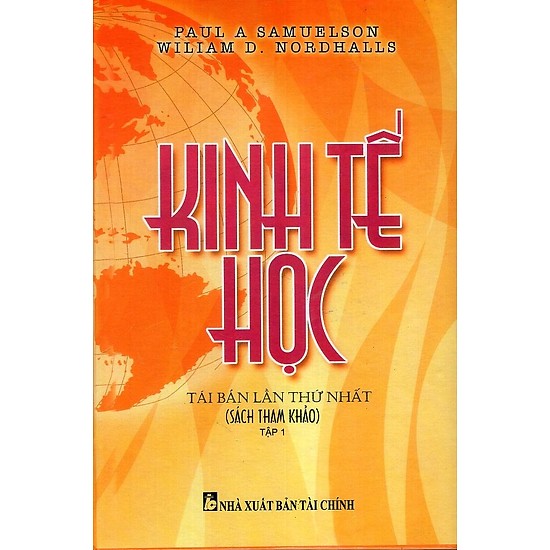 PAUL A SAMUELSON
WILIAM D. NORDHALLS
KINH TẾ
HỌC
TÁI BẢN LẦN THỨ NHẤT
(SÁCH THAM KHẢO)
TẬP 1
NHÀ XUẤT BẢN TÀI CHÍNH